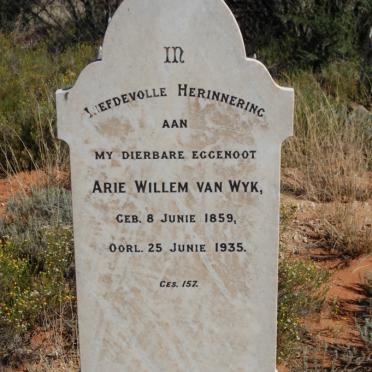 IN
LIEFDEVOLLE HERINNERING
AAN
MY DIERBARE EGGENOOT
ARIE WILLEM VAN WYK,
GEB. 8 JUNIE 1859,
OORL. 25 JUNIE 1935.
GES. 157.